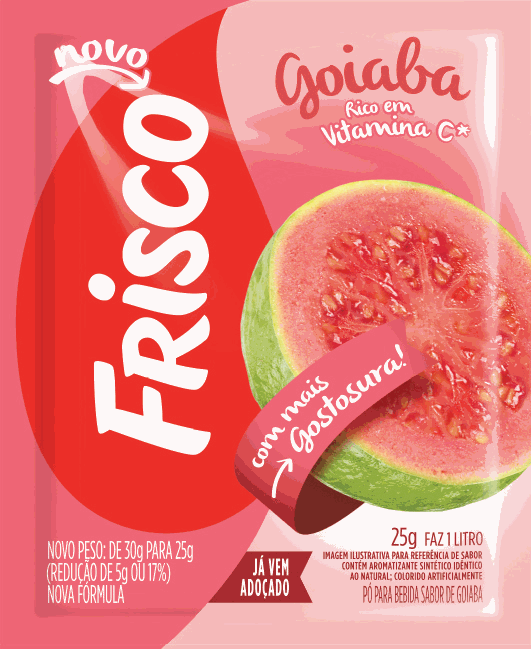 novo
FRISCO
Goiaba
Rico em
Vitamina C*
com mais
Gostosura!
25g FAZ 1 LITRO
IMAGEM ILUSTRATIVA PARA REFERÊNCIA DE SABOR
CONTÉM AROMATIZANTE SINTÉTICO IDÊNTICO
AO NATURAL; COLORIDO ARTIFICIALMENTE
PÓ PARA BEBIDA SABOR DE GOIABA
NOVO PESO: DE 30g PARA 25g
(REDUÇÃO DE 5g OU 17%)
NOVA FÓRMULA
JÁ VEM
ADOÇADO